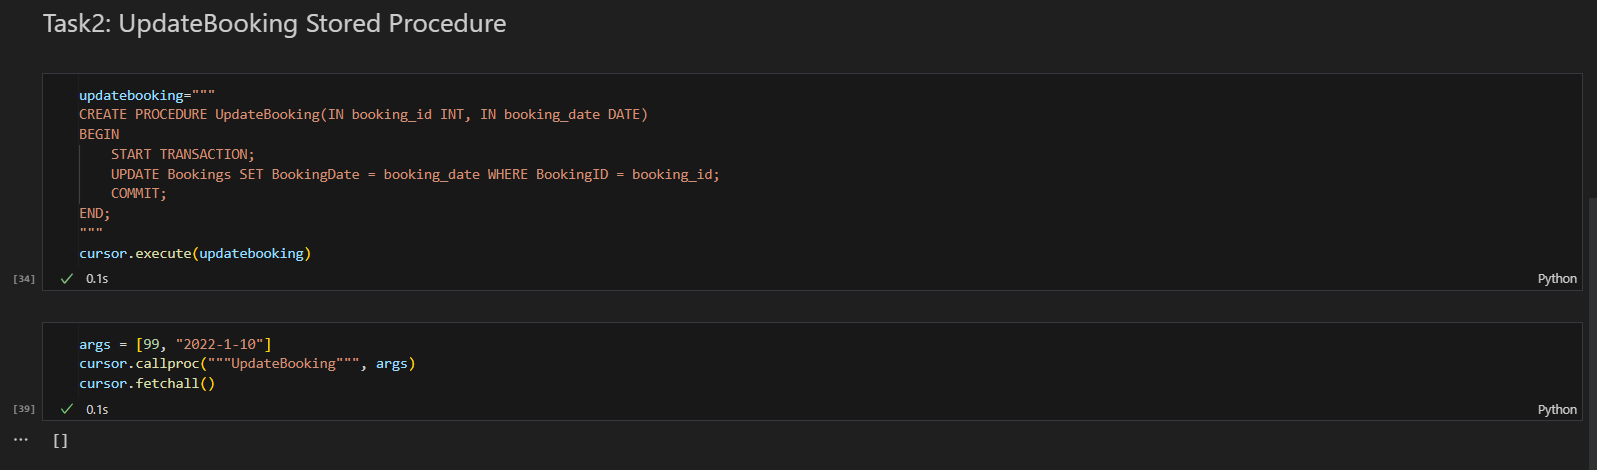 Task2: UpdateBooking Stored Procedure
updatebooking="""
CREATE PROCEDURE UpdateBooking(IN booking_id INT, IN booking_date DATE)
BEGIN
    START TRANSACTION;
    UPDATE Bookings SET BookingDate = booking_date WHERE BookingID = booking_id;
    COMMIT;
END;
"""
cursor.execute(updatebooking)
[34] ✓ 0.1s Python
args = [99, "2022-1-10"]
cursor.callproc("""UpdateBooking""", args)
cursor.fetchall()
[39] ✓ 0.1s Python
... []